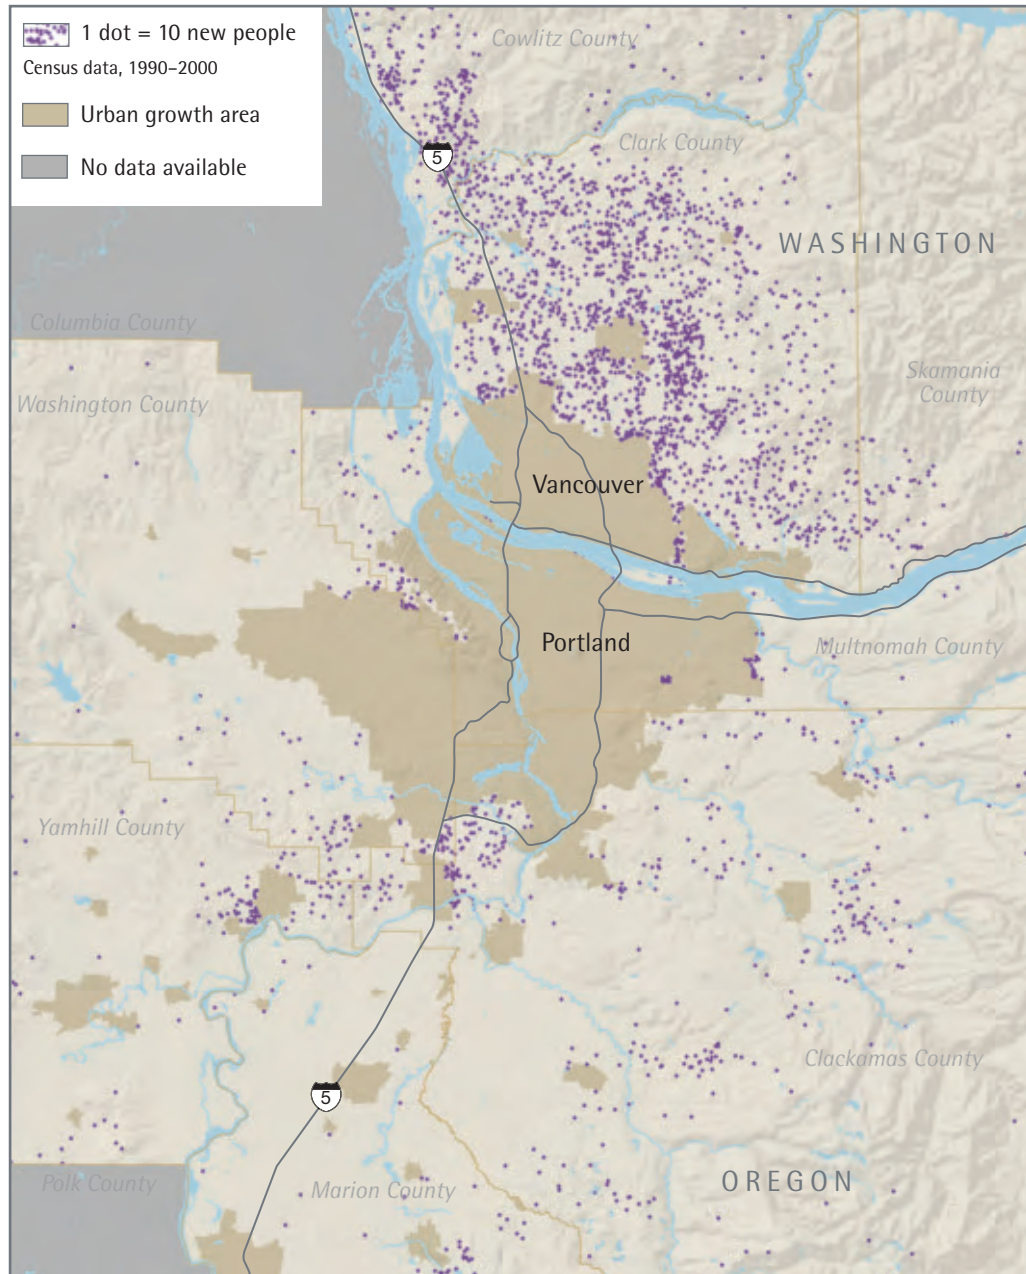 1 dot = 10 new people
Census data, 1990–2000
Urban growth area
No data available
Cowlitz County
Clark County
5
WASHINGTON
Columbia County
Skamania
County
Washington County
Vancouver
Portland
Multnomah County
Yamhill County
Clackamas County
5
Polk County
Marion County
OREGON